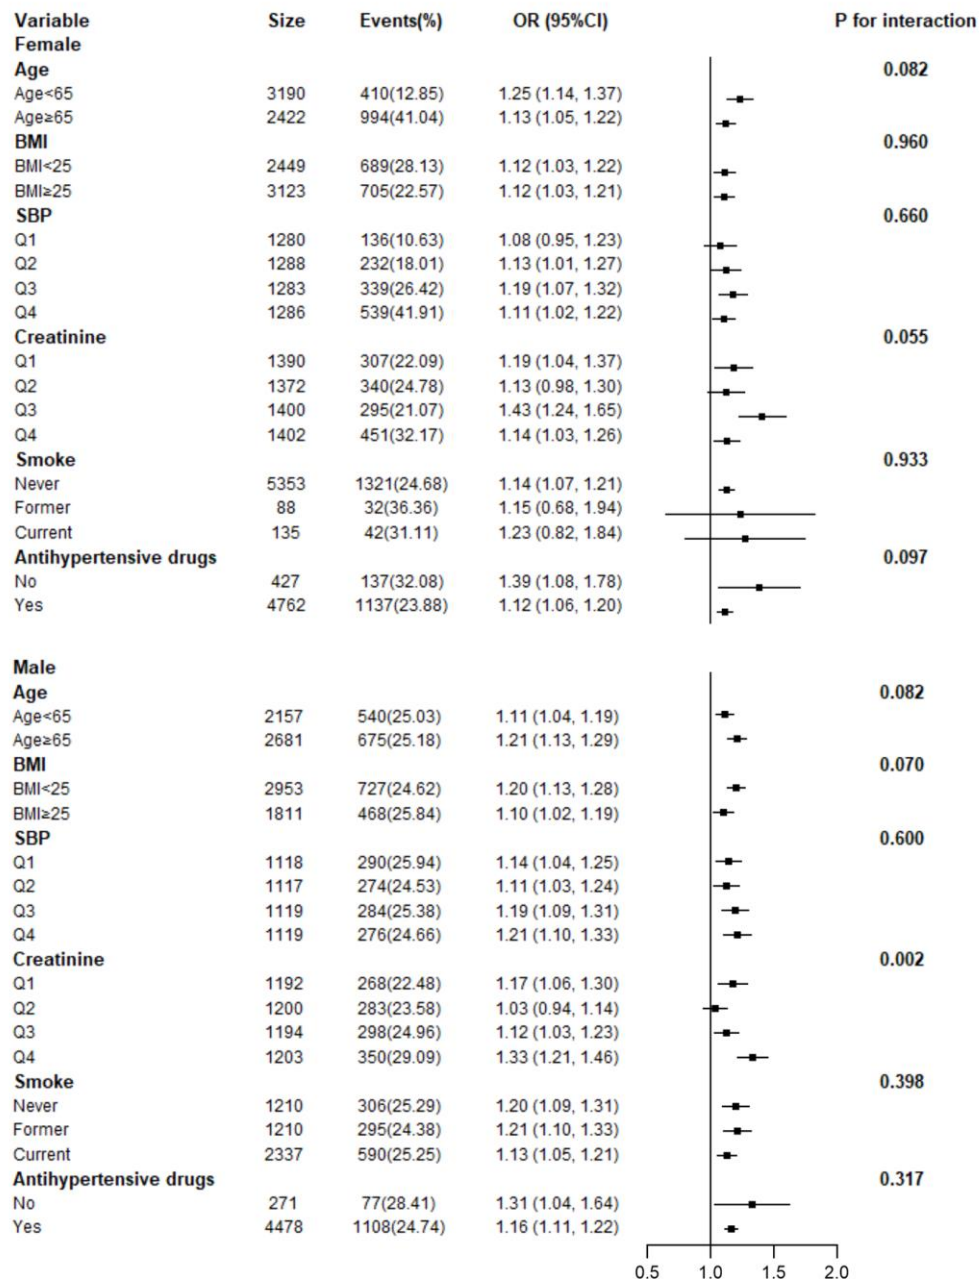 Variable Size Events(%) OR (95%CI) P for interaction
Female
Age 0.082
Age<65 3190 410(12.85) 1.25 (1.14, 1.37)
Age≥65 2422 994(41.04) 1.13 (1.05, 1.22)
BMI 0.960
BMI<25 2449 689(28.13) 1.12 (1.03, 1.22)
BMI≥25 3123 705(22.57) 1.12 (1.03, 1.21)
SBP 0.660
Q1 1280 136(10.63) 1.08 (0.95, 1.23)
Q2 1288 232(18.01) 1.13 (1.01, 1.27)
Q3 1283 339(26.42) 1.19 (1.07, 1.32)
Q4 1286 539(41.91) 1.11 (1.02, 1.22)
Creatinine 0.055
Q1 1390 307(22.09) 1.19 (1.04, 1.37)
Q2 1372 340(24.78) 1.13 (0.98, 1.30)
Q3 1400 295(21.07) 1.43 (1.24, 1.65)
Q4 1402 451(32.17) 1.14 (1.03, 1.26)
Smoke 0.933
Never 5353 1321(24.68) 1.14 (1.07, 1.21)
Former 88 32(36.36) 1.15 (0.68, 1.94)
Current 135 42(31.11) 1.23 (0.82, 1.84)
Antihypertensive drugs 0.097
No 427 137(32.08) 1.39 (1.08, 1.78)
Yes 4762 1137(23.88) 1.12 (1.06, 1.20)
Male
Age 0.082
Age<65 2157 540(25.03) 1.11 (1.04, 1.19)
Age≥65 2681 675(25.18) 1.21 (1.13, 1.29)
BMI 0.070
BMI<25 2953 727(24.62) 1.20 (1.13, 1.28)
BMI≥25 1811 468(25.84) 1.10 (1.02, 1.19)
SBP 0.600
Q1 1118 290(25.94) 1.14 (1.04, 1.25)
Q2 1117 274(24.53) 1.11 (1.03, 1.24)
Q3 1119 284(25.38) 1.19 (1.09, 1.31)
Q4 1119 276(24.66) 1.21 (1.10, 1.33)
Creatinine 0.002
Q1 1192 268(22.48) 1.17 (1.06, 1.30)
Q2 1200 283(23.58) 1.03 (0.94, 1.14)
Q3 1194 298(24.96) 1.12 (1.03, 1.23)
Q4 1203 350(29.09) 1.33 (1.21, 1.46)
Smoke 0.398
Never 1210 306(25.29) 1.20 (1.09, 1.31)
Former 1210 295(24.38) 1.21 (1.10, 1.33)
Current 2337 590(25.25) 1.13 (1.05, 1.21)
Antihypertensive drugs 0.317
No 271 77(28.41) 1.31 (1.04, 1.64)
Yes 4478 1108(24.74) 1.16 (1.11, 1.22)
0.5 1.0 1.5 2.0